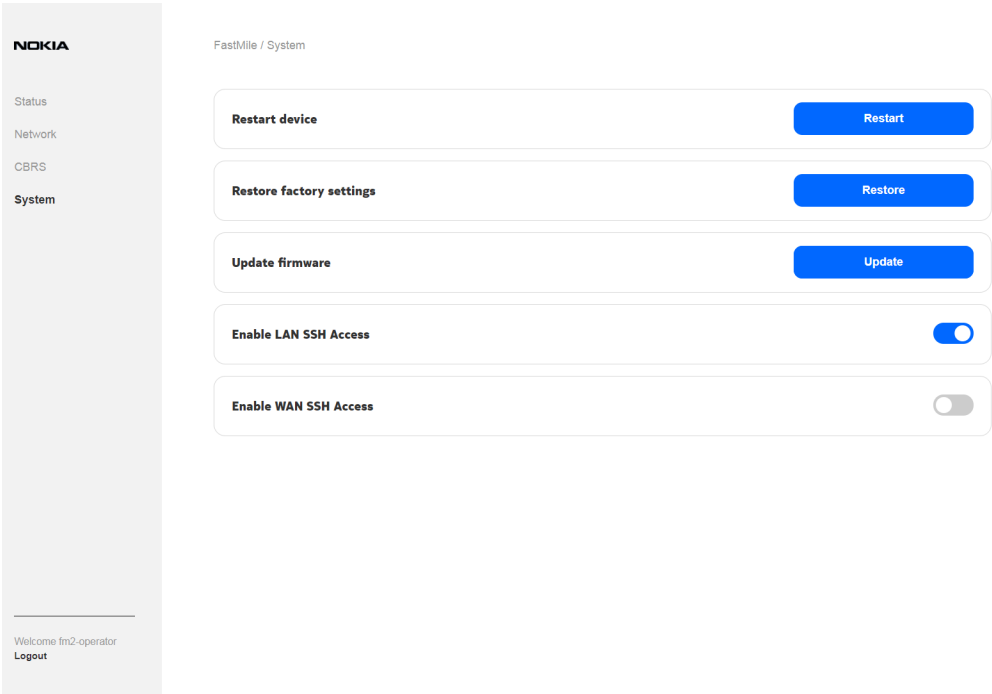 NOKIA
Status
Network
CBRS
System
Welcome fm2-operator
Logout
FastMile / System
Restart device
Restart
Restore factory settings
Restore
Update firmware
Update
Enable LAN SSH Access
Enable WAN SSH Access